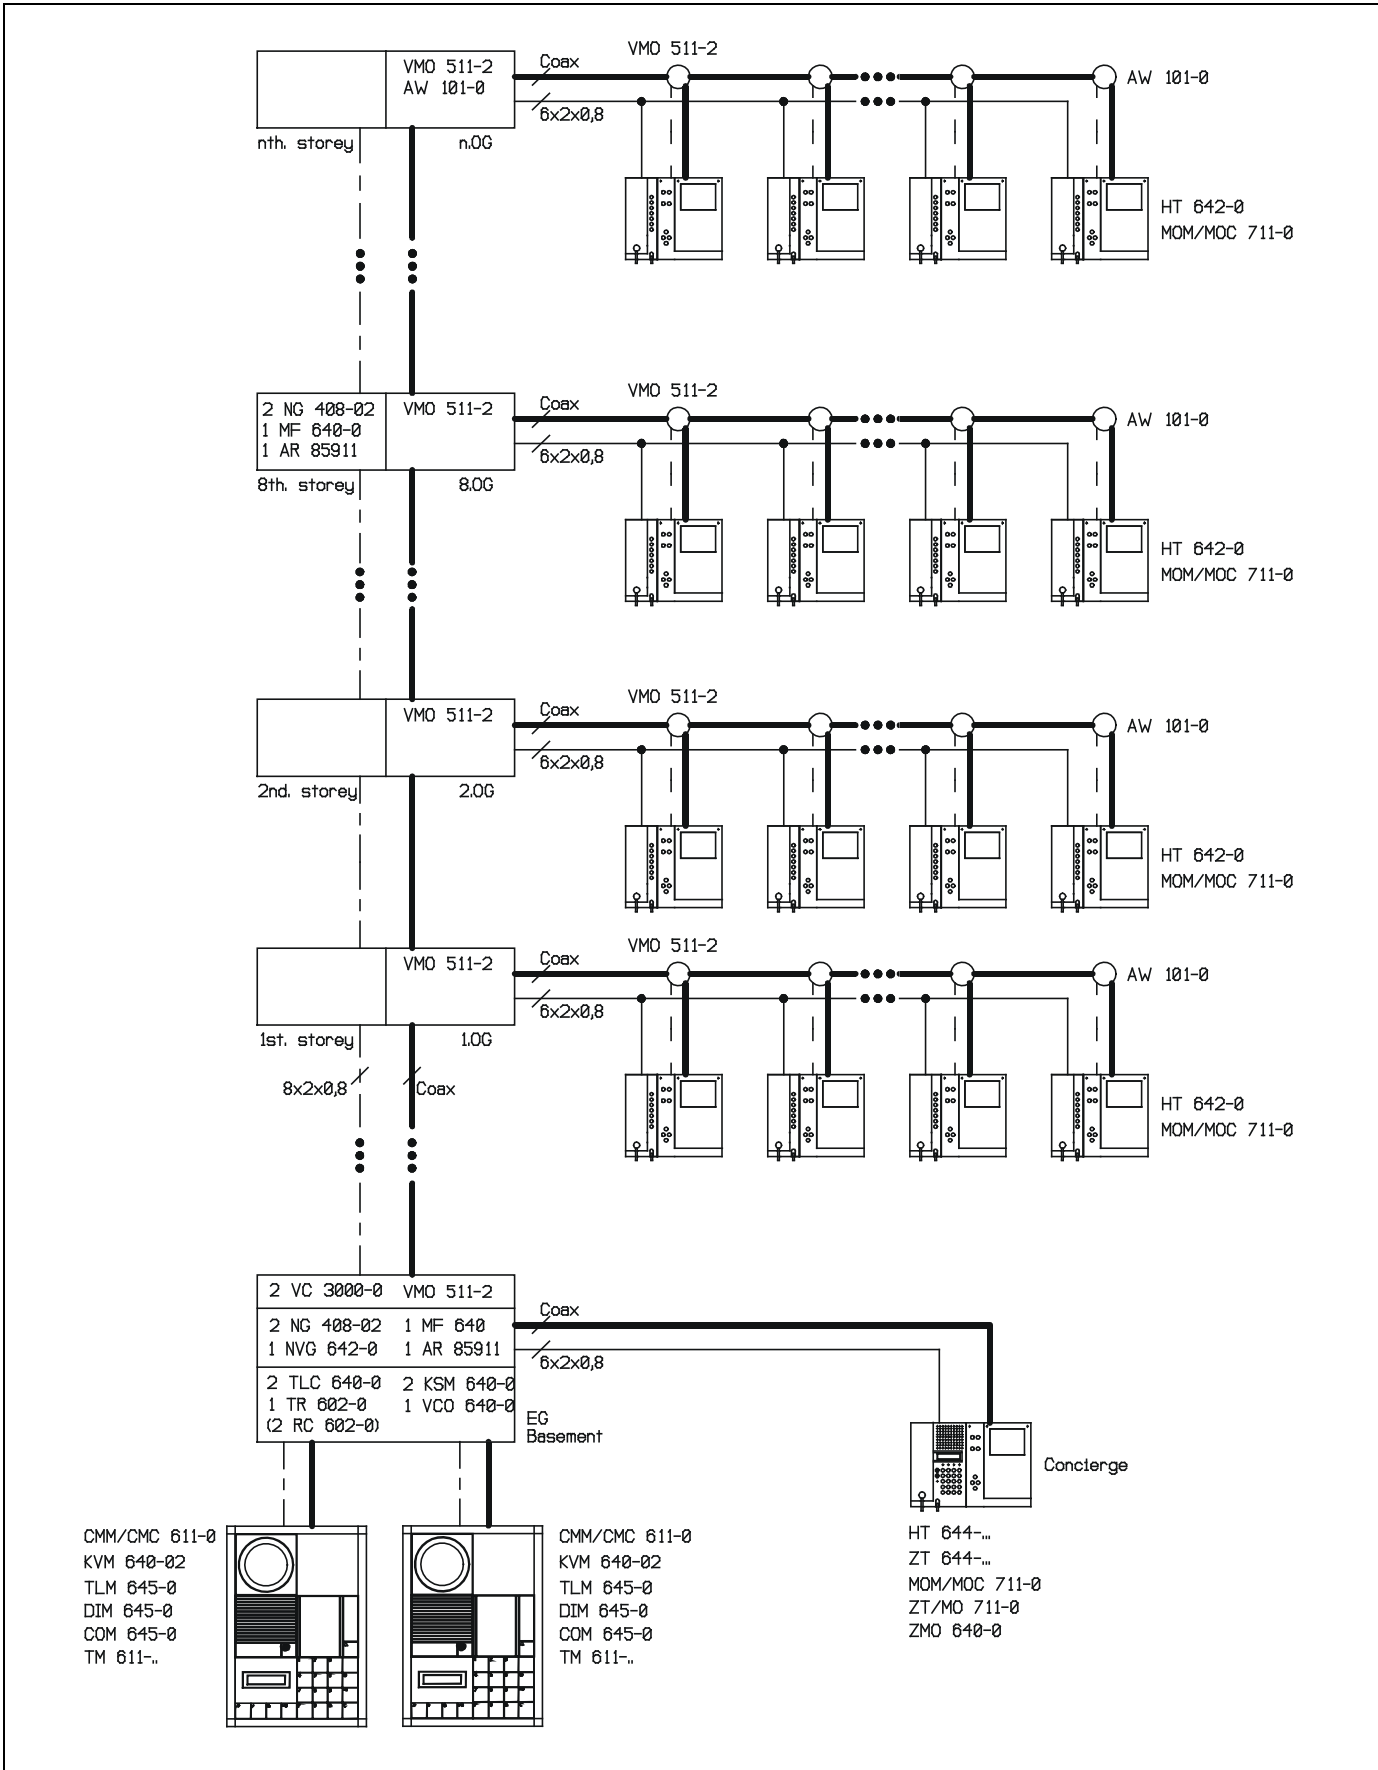 VMO 511-2
AW 101-0
Coax
6x2x0,8
VMO 511-2
AW 101-0
nth. storey
n.OG
HT 642-0
MOM/MOC 711-0
2 NG 408-02
1 MF 640-0
1 AR 85911
VMO 511-2
Coax
6x2x0,8
VMO 511-2
AW 101-0
8th. storey
8.OG
HT 642-0
MOM/MOC 711-0
VMO 511-2
Coax
6x2x0,8
VMO 511-2
AW 101-0
2nd. storey
2.OG
HT 642-0
MOM/MOC 711-0
VMO 511-2
Coax
6x2x0,8
VMO 511-2
AW 101-0
1st. storey
1.OG
8x2x0,8
Coax
HT 642-0
MOM/MOC 711-0
2 VC 3000-0
VMO 511-2
2 NG 408-02
1 MF 640
1 NVG 642-0
1 AR 85911
2 TLC 640-0
2 KSM 640-0
1 TR 602-0
1 VCO 640-0
(2 RC 602-0)
EG
Basement
Coax
6x2x0,8
Concierge
HT 644-...
ZT 644-...
MOM/MOC 711-0
ZT/MO 711-0
ZMO 640-0
CMM/CMC 611-0
KVM 640-02
TLM 645-0
DIM 645-0
COM 645-0
TM 611-..
CMM/CMC 611-0
KVM 640-02
TLM 645-0
DIM 645-0
COM 645-0
TM 611-..